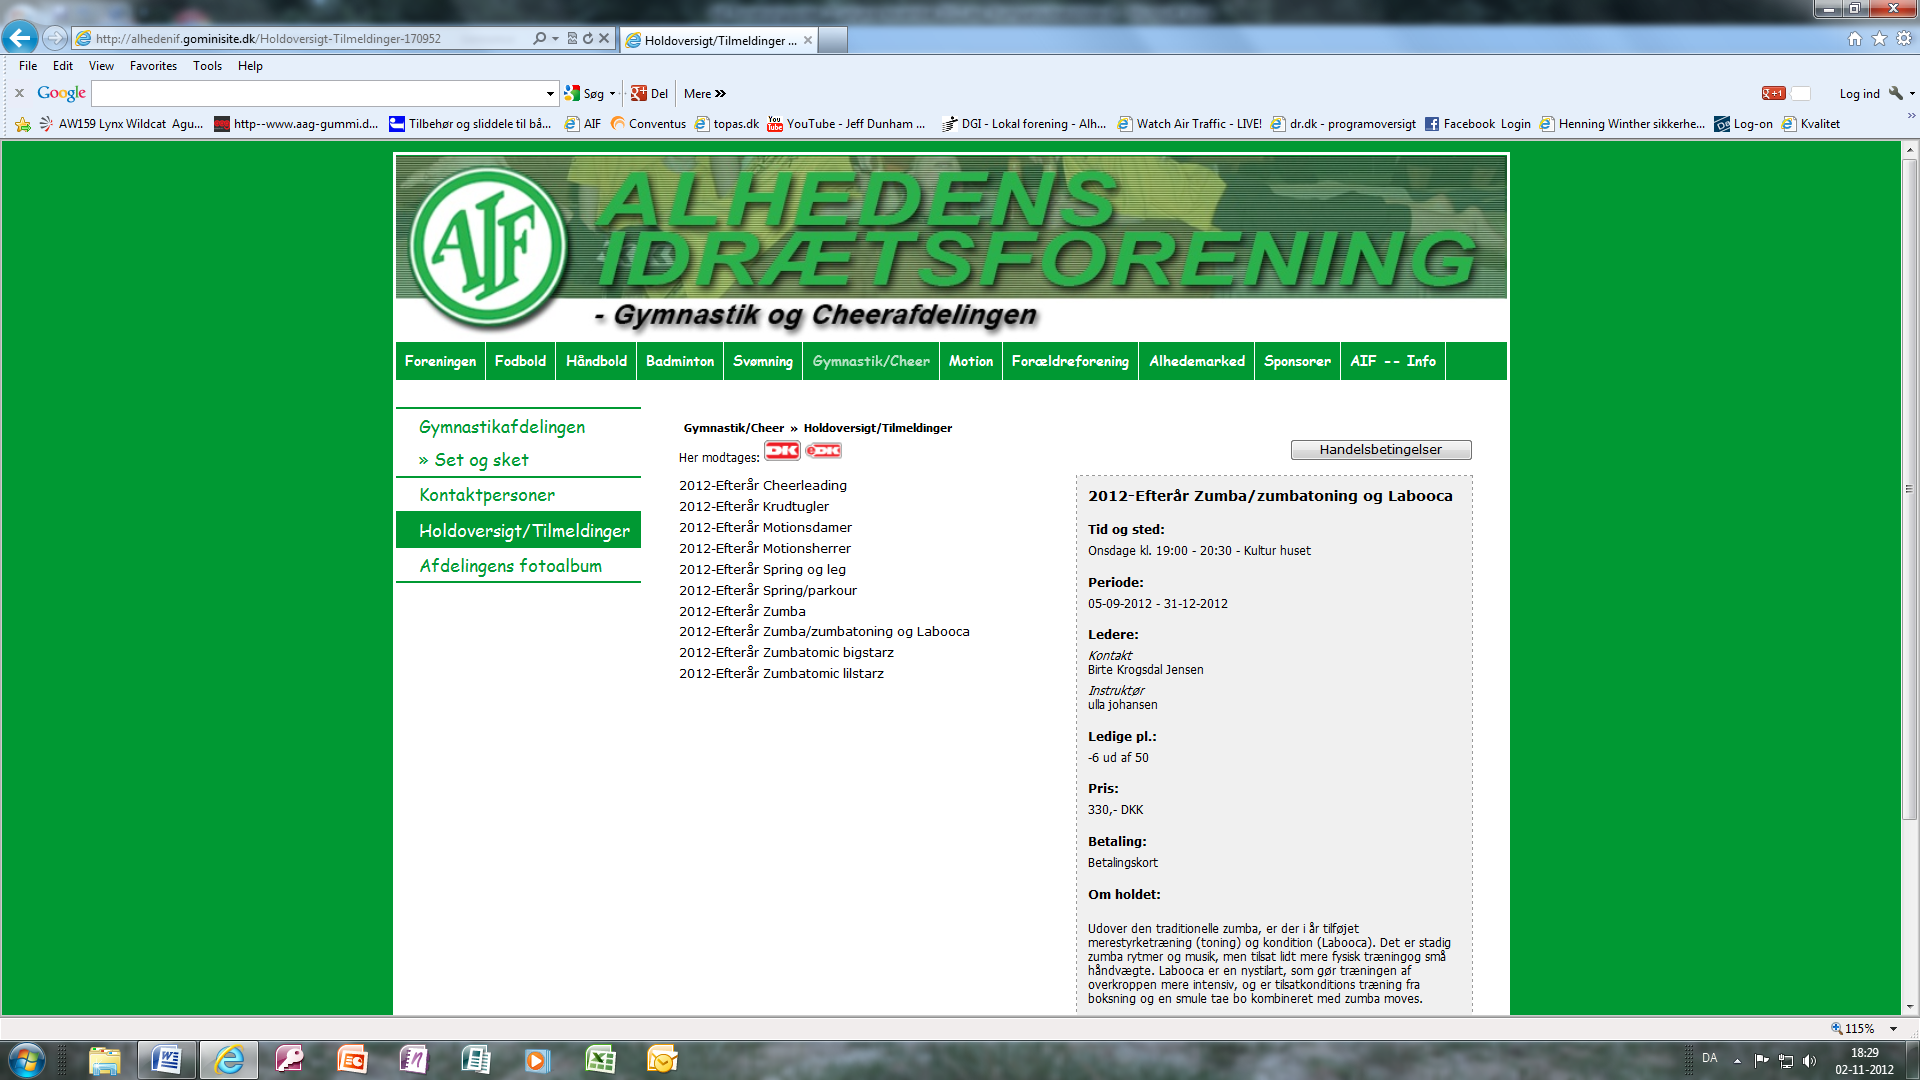 http://alhedenif.gominisite.dk/Holdoversigt-Tilmeldinger-170952
Holdoversigt/Tilmeldinger ...
File Edit View Favorites Tools Help
x Google Søg Del Mere »
+1 Log ind
AW159 Lynx Wildcat Agu... http--www.aag-gummi.d... Tilbehør og sliddele til bå... AIF Conventus topas.dk YouTube - Jeff Dunham ... DGI - Lokal forening - Alh... Watch Air Traffic - LIVE! dr.dk - programoversigt Facebook Login Henning Winther sikkerhe... Log-on Kvalitet
AIF
ALHEDENS
IDRÆTSFORENING
- Gymnastik og Cheerafdelingen
Foreningen Fodbold Håndbold Badminton Svømning Gymnastik/Cheer Motion Forældreforening Alhedemarked Sponsorer AIF -- Info
Gymnastikafdelingen
» Set og sket
Kontaktpersoner
Holdoversigt/Tilmeldinger
Afdelingens fotoalbum
Gymnastik/Cheer » Holdoversigt/Tilmeldinger
Her modtages: DK eDK
Handelsbetingelser
2012-Efterår Cheerleading
2012-Efterår Krudtugler
2012-Efterår Motionsdamer
2012-Efterår Motionsherrer
2012-Efterår Spring og leg
2012-Efterår Spring/parkour
2012-Efterår Zumba
2012-Efterår Zumba/zumbatoning og Labooca
2012-Efterår Zumbatomic bigstarz
2012-Efterår Zumbatomic lilstarz
2012-Efterår Zumba/zumbatoning og Labooca
Tid og sted:
Onsdage kl. 19:00 - 20:30 - Kultur huset
Periode:
05-09-2012 - 31-12-2012
Ledere:
Kontakt
Birte Krogsdal Jensen
Instruktør
ulla johansen
Ledige pl.:
-6 ud af 50
Pris:
330,- DKK
Betaling:
Betalingskort
Om holdet:
Udover den traditionelle zumba, er der i år tilføjet
merestyrketræning (toning) og kondition (Labooca). Det er stadig
zumba rytmer og musik, men tilsat lidt mere fysisk træningog små
håndvægte. Labooca er en nystilart, som gør træningen af
overkroppen mere intensiv, og er tilsatkonditions træning fra
boksning og en smule tae bo kombineret med zumba moves.
115%
DA
18:29
02-11-2012